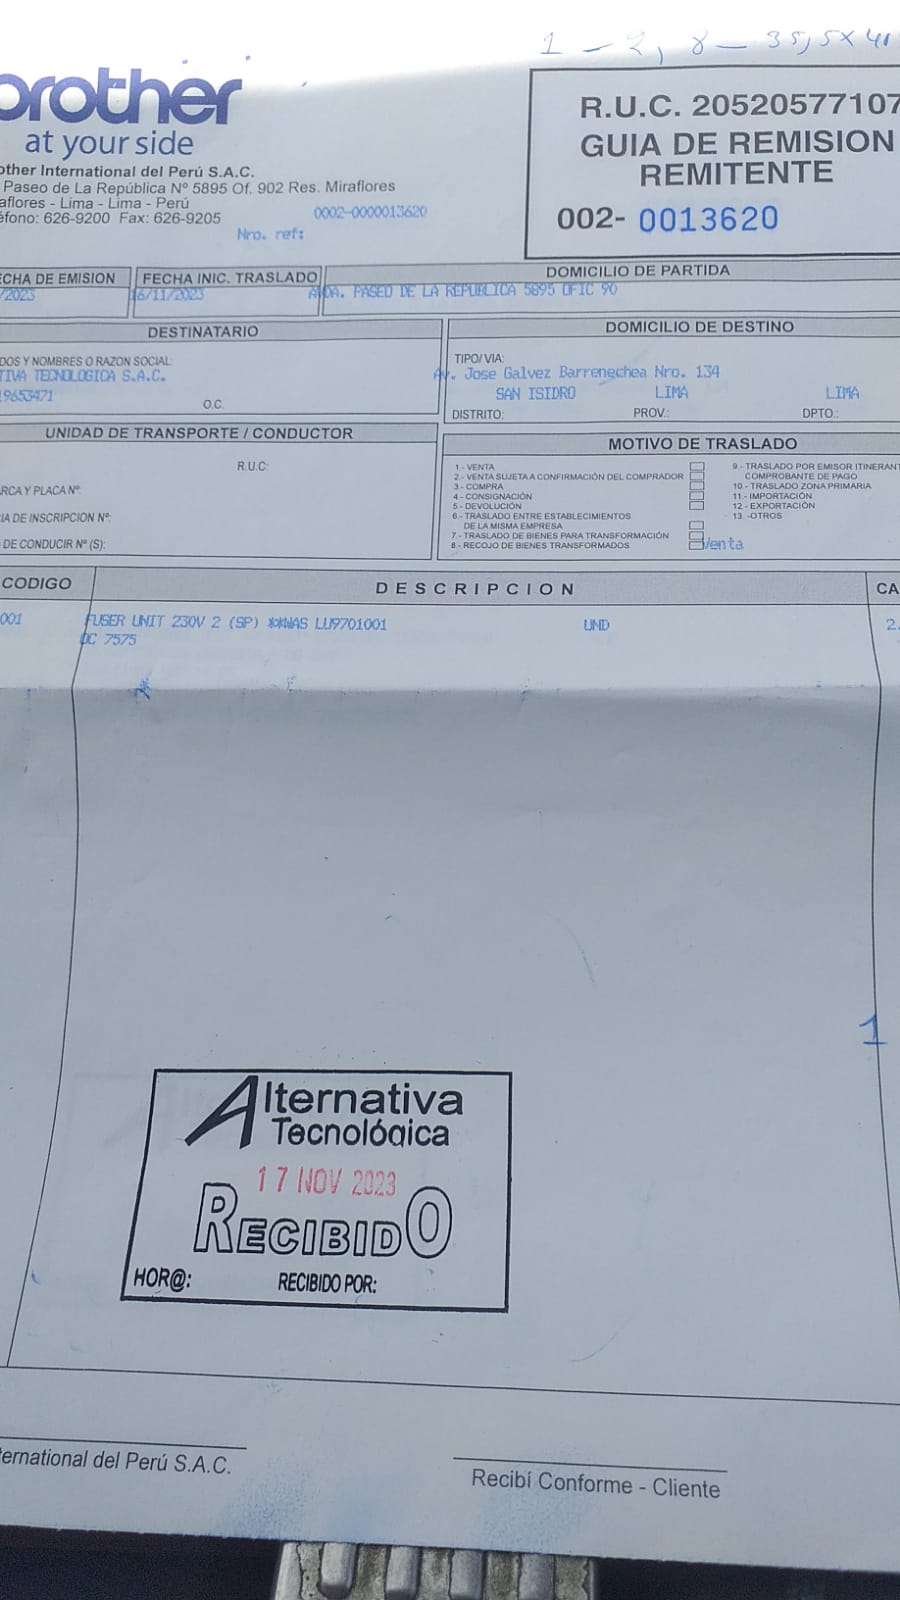 1 - 2,8 - 35,5x41
brother
at your side
other International del Perú S.A.C.
Paseo de La República Nº 5895 Of. 902 Res. Miraflores
aflores - Lima - Lima - Perú
éfono: 626-9200 Fax: 626-9205
0002-0000013620
Nro. ref:
R.U.C. 20520577107
GUIA DE REMISION
REMITENTE
002- 0013620
ECHA DE EMISION
/2023
FECHA INIC. TRASLADO
16/11/2023
DOMICILIO DE PARTIDA
AVDA. PASEO DE LA REPUBLICA 5895 OFIC 90
DESTINATARIO
DOS Y NOMBRES O RAZON SOCIAL:
TIVA TECNOLOGICA S.A.C.
19653471
O.C.
DOMICILIO DE DESTINO
TIPO/VIA:
Av. Jose Galvez Barrenechea Nro. 134
SAN ISIDRO LIMA LIMA
DISTRITO: PROV.: DPTO.:
UNIDAD DE TRANSPORTE / CONDUCTOR
R.U.C:
ARCA Y PLACA Nº:
IA DE INSCRIPCION Nº:
DE CONDUCIR Nº (S):
MOTIVO DE TRASLADO
1 - VENTA
2 - VENTA SUJETA A CONFIRMACIÓN DEL COMPRADOR
3 - COMPRA
4 - CONSIGNACIÓN
5 - DEVOLUCIÓN
6 - TRASLADO ENTRE ESTABLECIMIENTOS
DE LA MISMA EMPRESA
7 - TRASLADO DE BIENES PARA TRANSFORMACIÓN
8 - RECOJO DE BIENES TRANSFORMADOS
9 - TRASLADO POR EMISOR ITINERANT
COMPROBANTE DE PAGO
10 - TRASLADO ZONA PRIMARIA
11 - IMPORTACIÓN
12 - EXPORTACIÓN
13 -OTROS
Venta
CODIGO DESCRIPCION CA
001 FUSER UNIT 230V 2 (SP) **WAS LU9701001 UND 2.
OC 7575
1
Alternativa
Tecnológica
17 NOV 2023
RECIBIDO
HOR@: RECIBIDO POR:
ternational del Perú S.A.C.
Recibí Conforme - Cliente